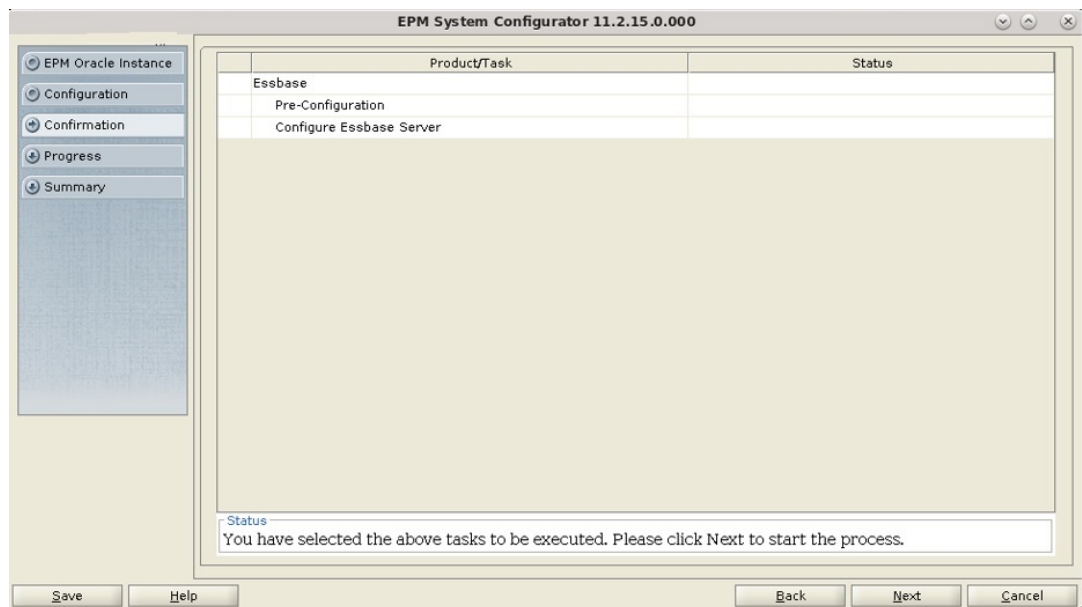 EPM System Configurator 11.2.15.0.000
EPM Oracle Instance
Configuration
Confirmation
Progress
Summary
Product/Task Status
Essbase
Pre-Configuration
Configure Essbase Server
Status
You have selected the above tasks to be executed. Please click Next to start the process.
Save Help Back Next Cancel